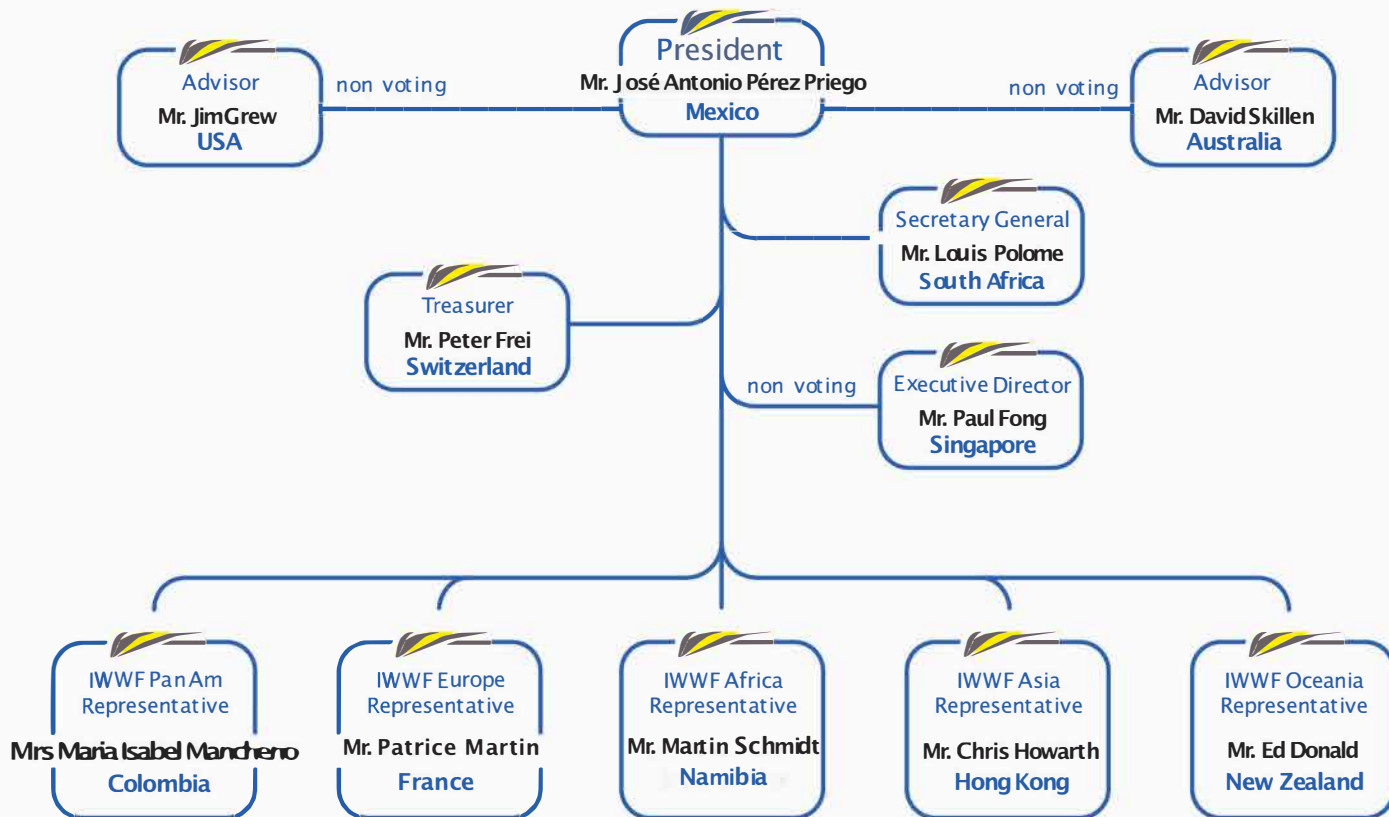 President
Mr. José Antonio Pérez Priego
Mexico
Advisor
Mr. Jim Grew
USA
non voting
non voting
Advisor
Mr. David Skillen
Australia
Secretary General
Mr. Louis Polome
South Africa
Treasurer
Mr. Peter Frei
Switzerland
non voting
Executive Director
Mr. Paul Fong
Singapore
IWWF Pan Am
Representative
Mrs Maria Isabel Mancheno
Colombia
IWWF Europe
Representative
Mr. Patrice Martin
France
IWWF Africa
Representative
Mr. Martin Schmidt
Namibia
IWWF Asia
Representative
Mr. Chris Howarth
Hong Kong
IWWF Oceania
Representative
Mr. Ed Donald
New Zealand